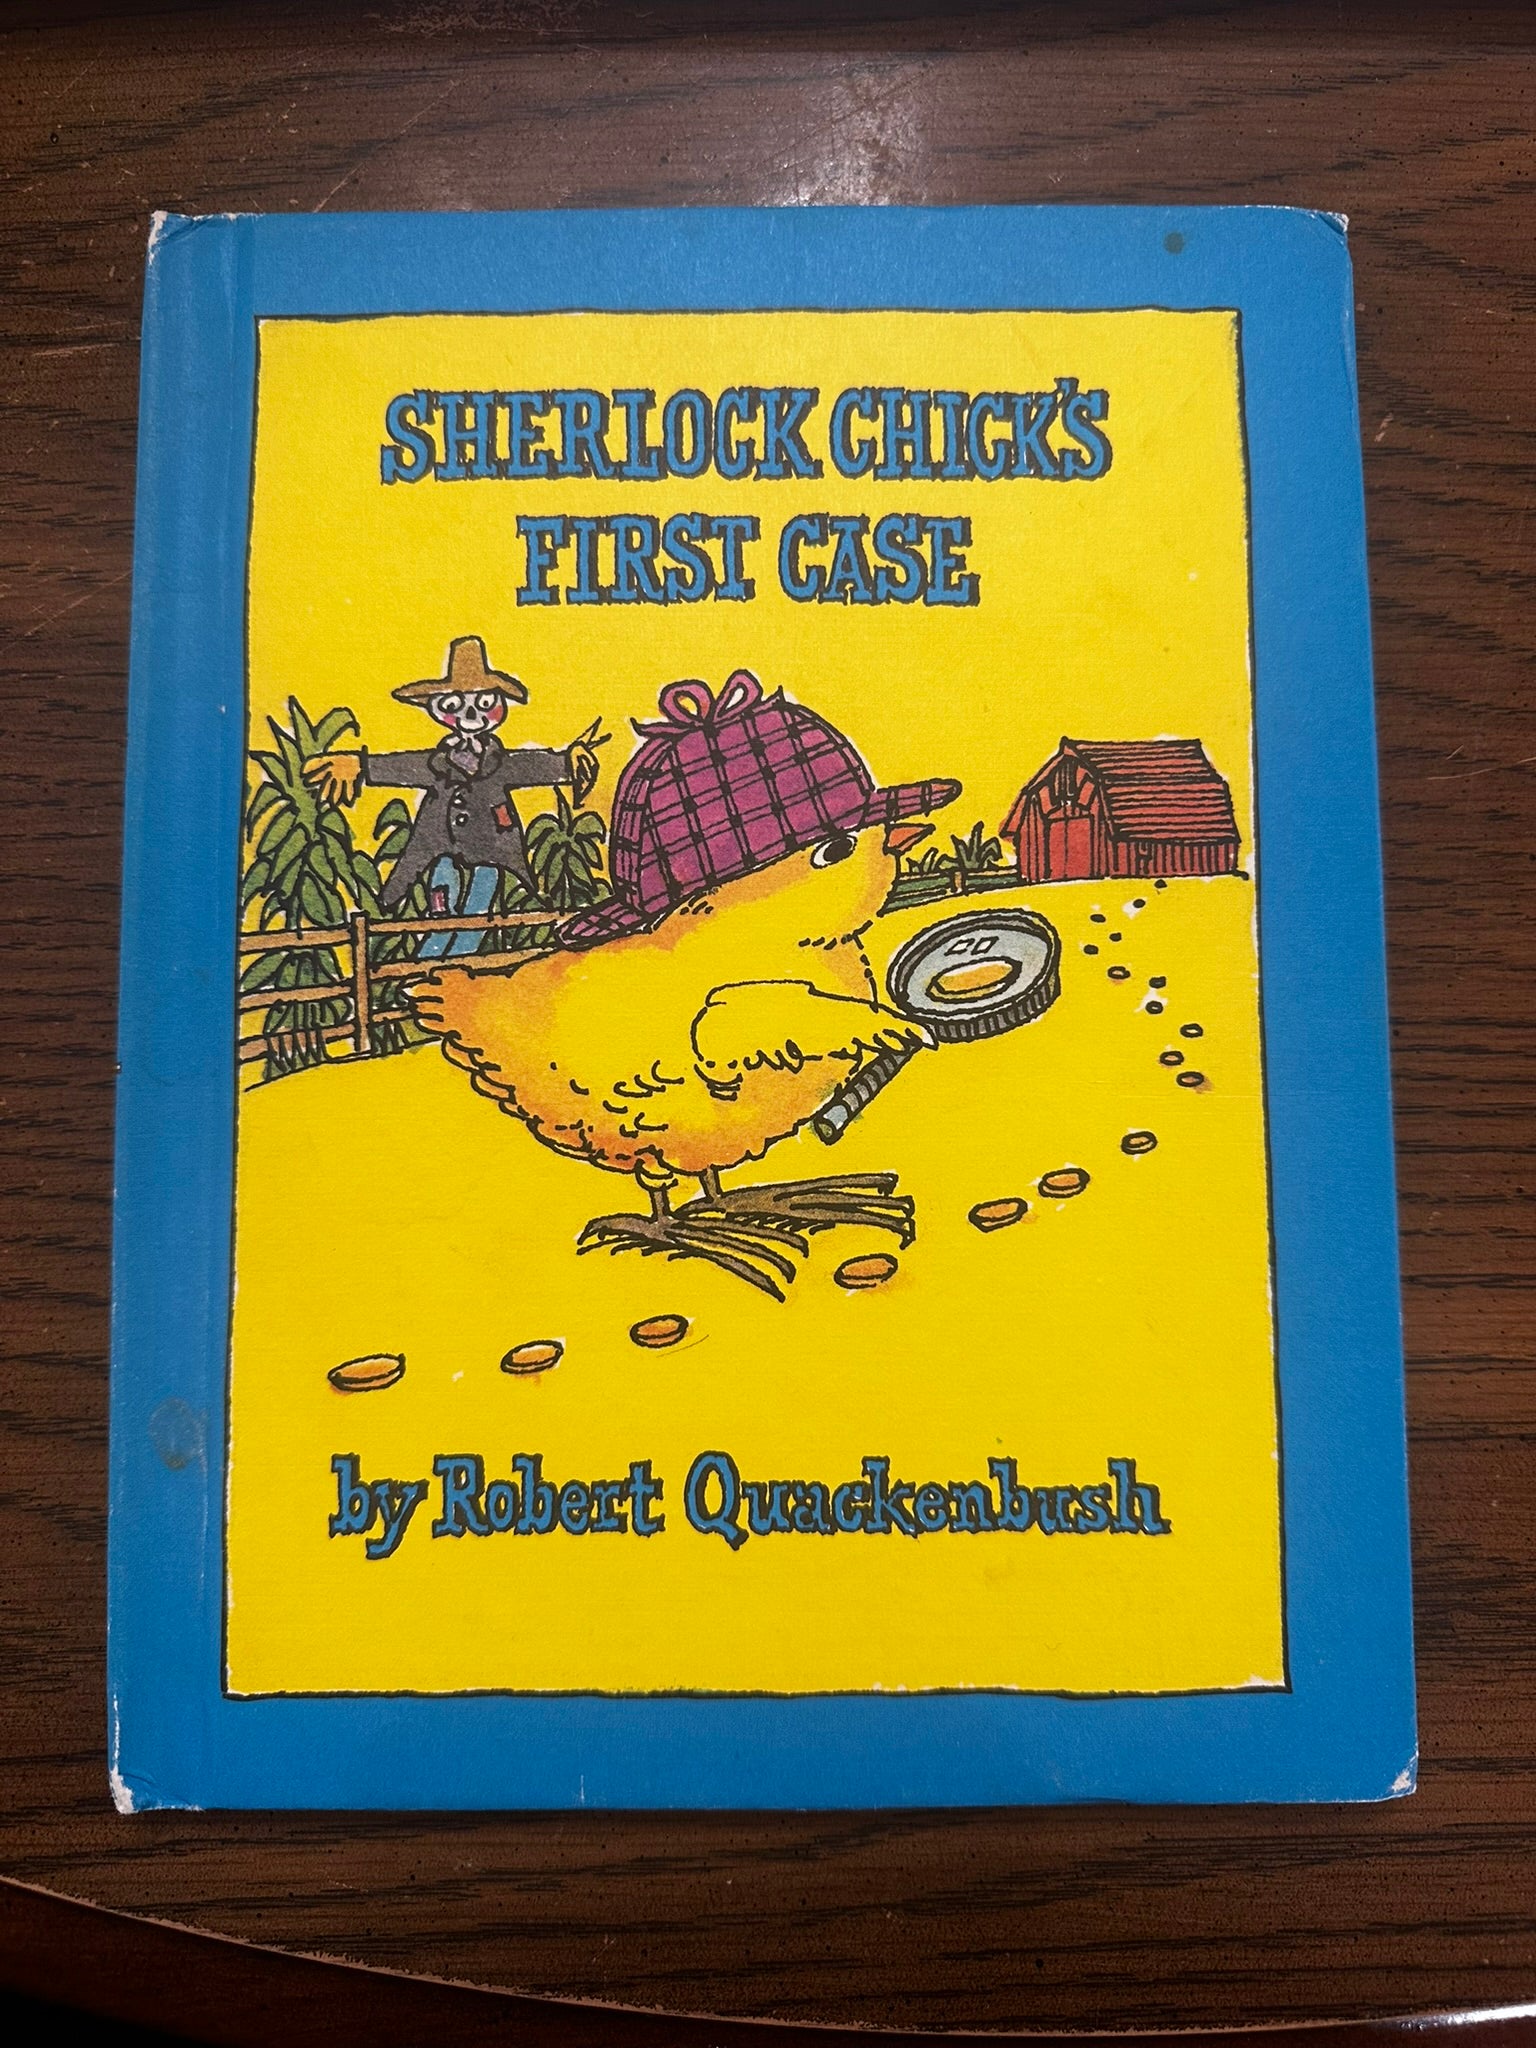 SHERLOCK CHICK'S
FIRST CASE
by Robert Quackenbush